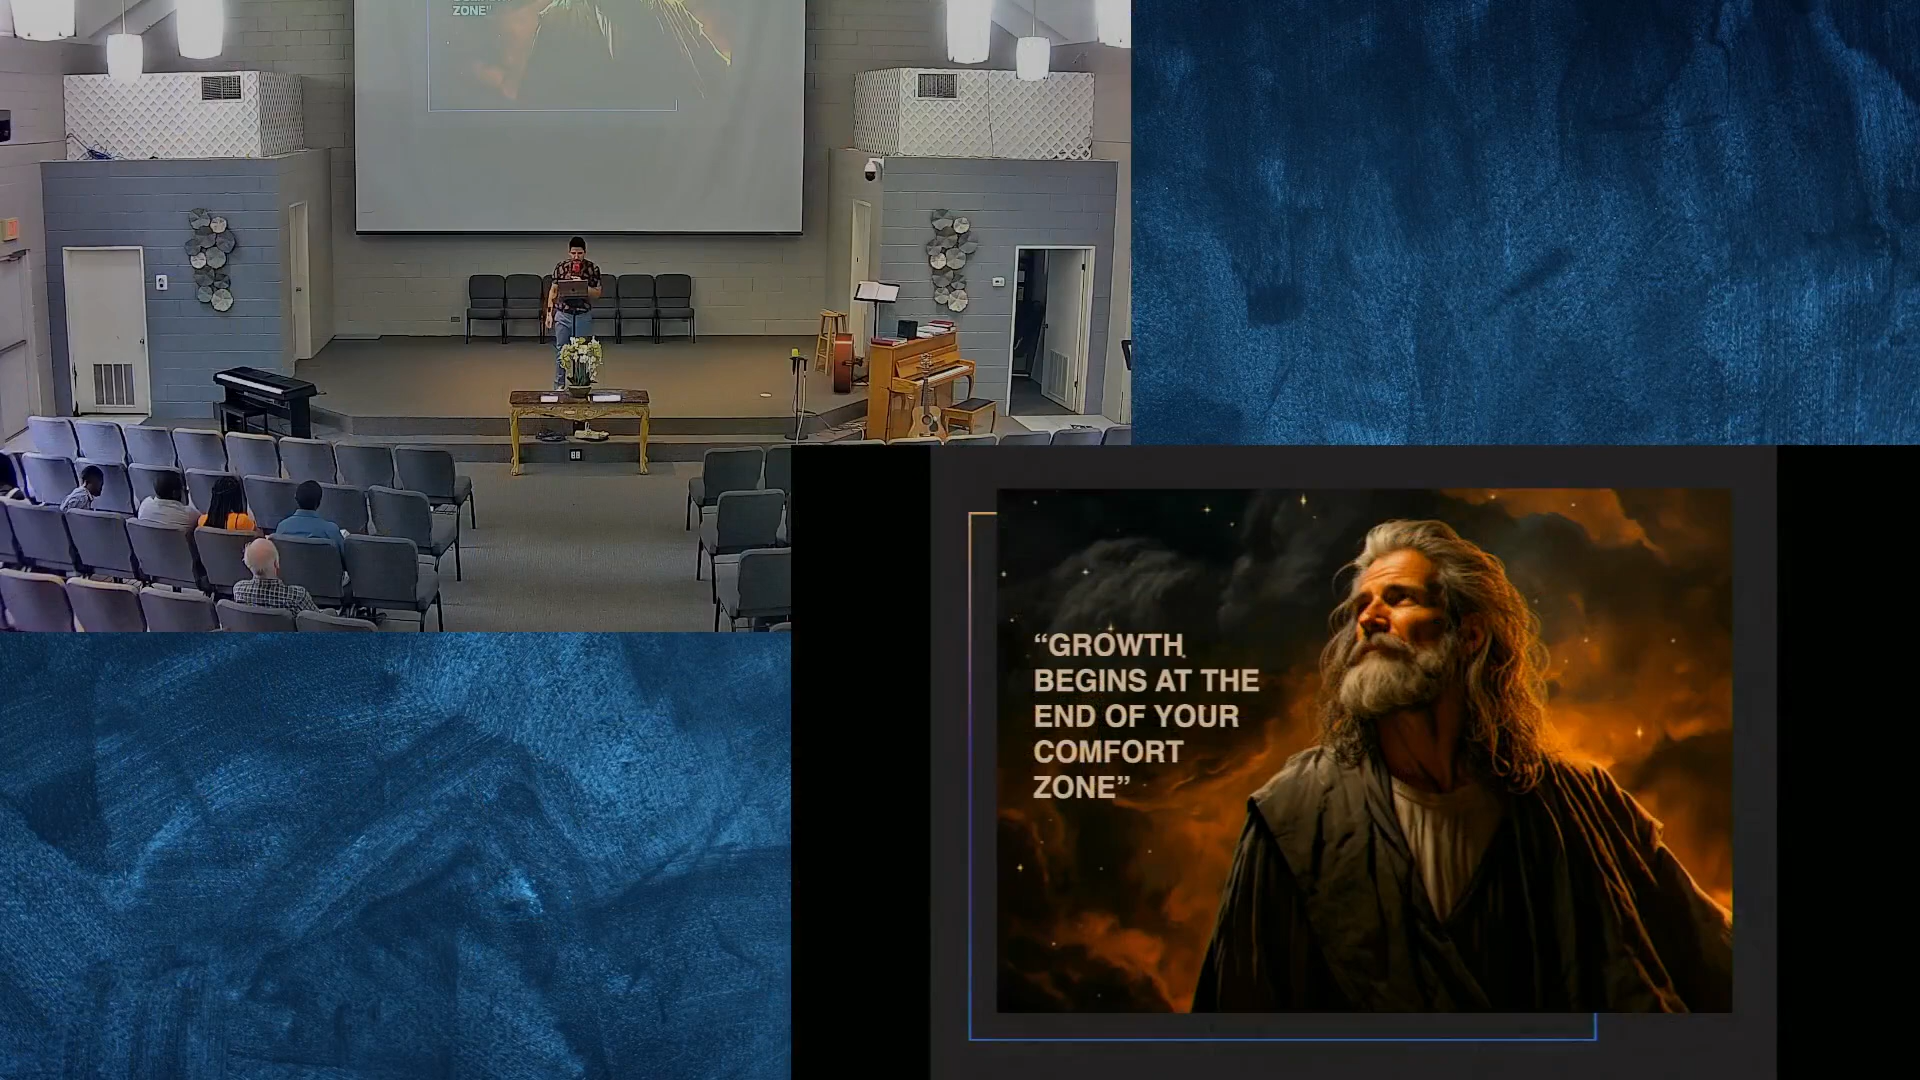 ZONE”
“GROWTH
BEGINS AT THE
END OF YOUR
COMFORT
ZONE”